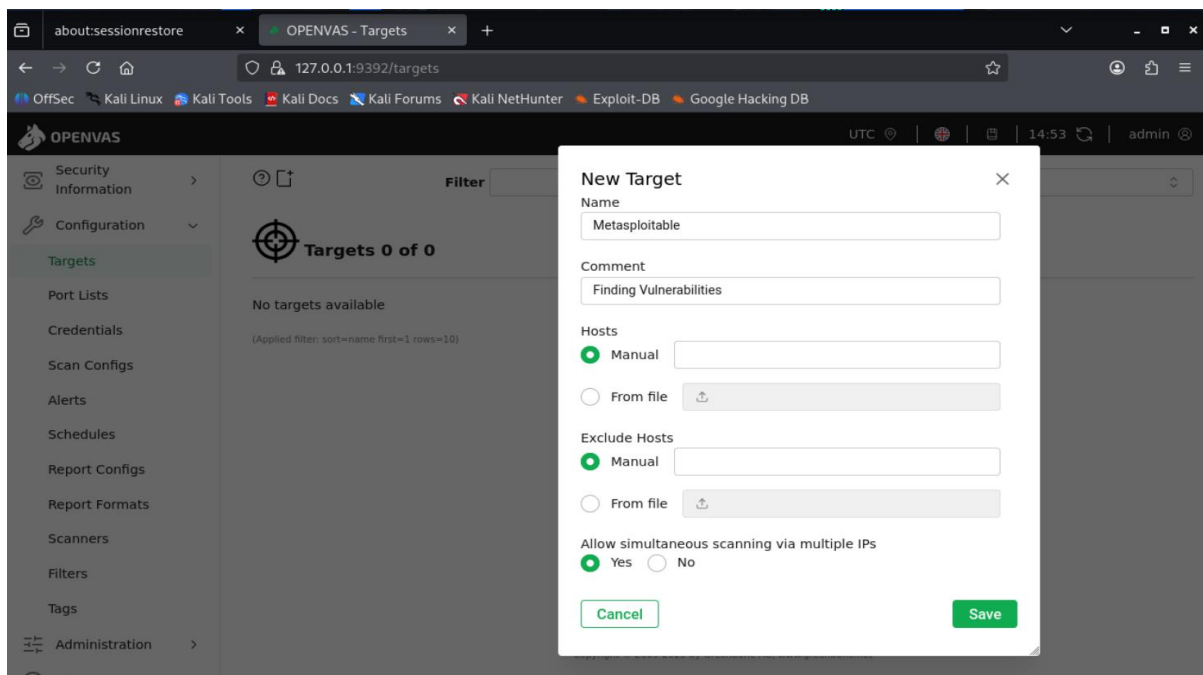 about:sessionrestore
OPENVAS - Targets
127.0.0.1:9392/targets
OffSec Kali Linux Kali Tools Kali Docs Kali Forums Kali NetHunter Exploit-DB Google Hacking DB
OPENVAS
UTC
14:53
admin
Security
Information
Configuration
Targets
Port Lists
Credentials
Scan Configs
Alerts
Schedules
Report Configs
Report Formats
Scanners
Filters
Tags
Administration
Filter
Targets 0 of 0
No targets available
(Applied filter: sort=name first=1 rows=10)
New Target
Name
Metasploitable
Comment
Finding Vulnerabilities
Hosts
Manual
From file
Exclude Hosts
Manual
From file
Allow simultaneous scanning via multiple IPs
Yes No
Cancel Save